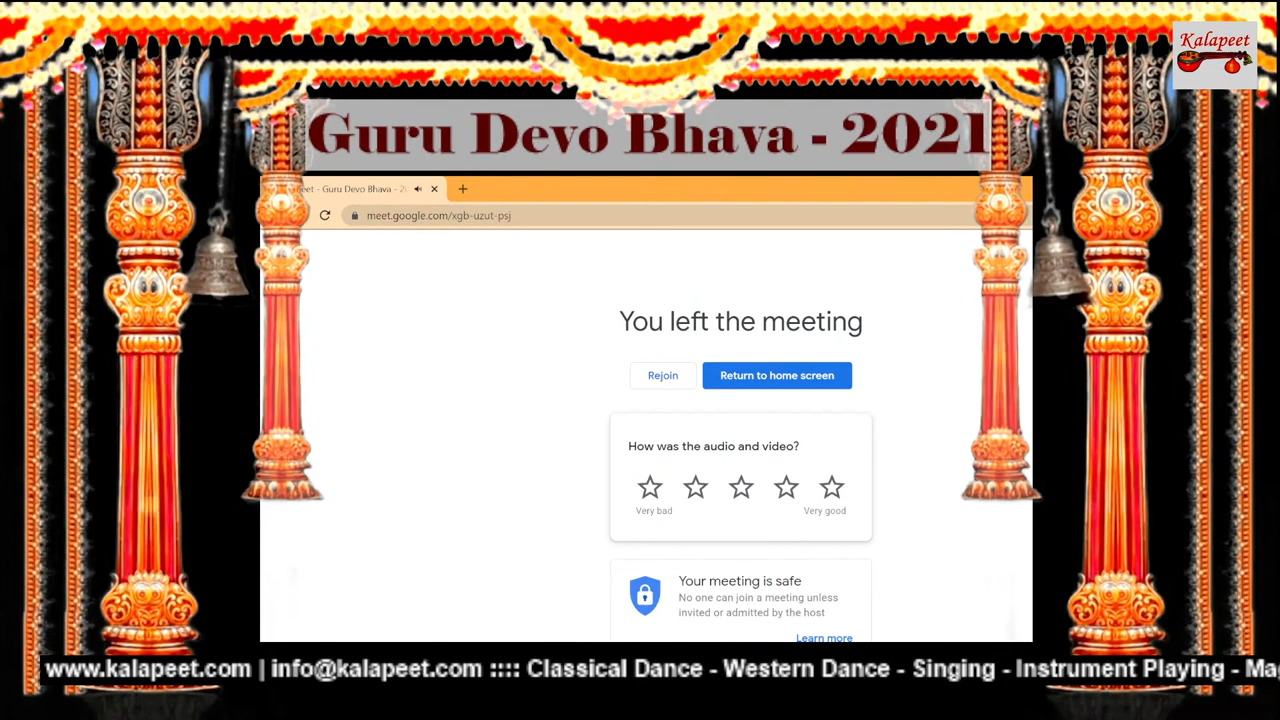 Kalapeet
Guru Devo Bhava - 2021
eet - Guru Devo Bhava - 2
meet.google.com/xgb-uzut-psj
You left the meeting
Rejoin
Return to home screen
How was the audio and video?
Very bad
Very good
Your meeting is safe
No one can join a meeting unless
invited or admitted by the host
Learn more
www.kalapeet.com | info@kalapeet.com :::: Classical Dance - Western Dance - Singing - Instrument Playing - Ma